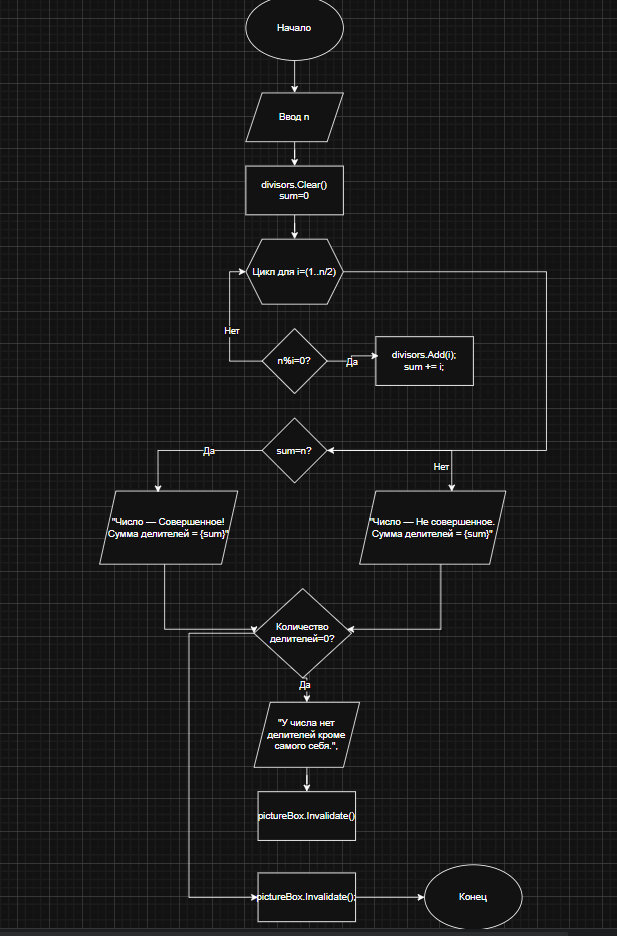 Начало
Ввод n
divisors.Clear()
sum=0
Цикл для i=(1..n/2)
Нет
n%i=0?
Да
divisors.Add(i);
sum += i;
sum=n?
Да
Нет
"Число — Совершенное!
Сумма делителей = {sum}"
"Число — Не совершенное.
Сумма делителей = {sum}"
Количество
делителей=0?
Да
"У числа нет
делителей кроме
самого себя.",
pictureBox.Invalidate()
pictureBox.Invalidate();
Конец